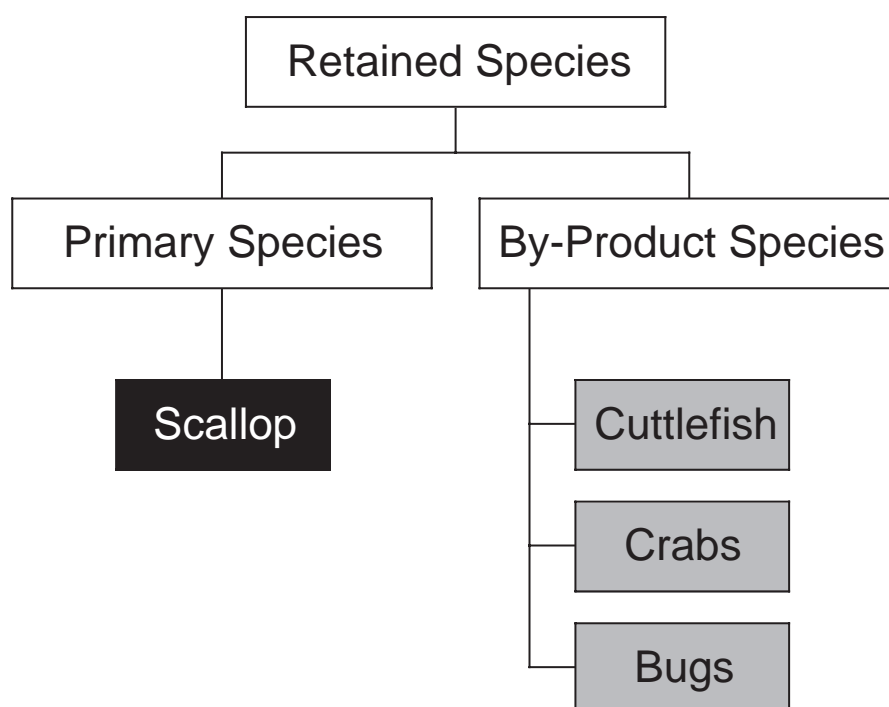 Retained Species
Primary Species
By-Product Species
Scallop
Cuttlefish
Crabs
Bugs